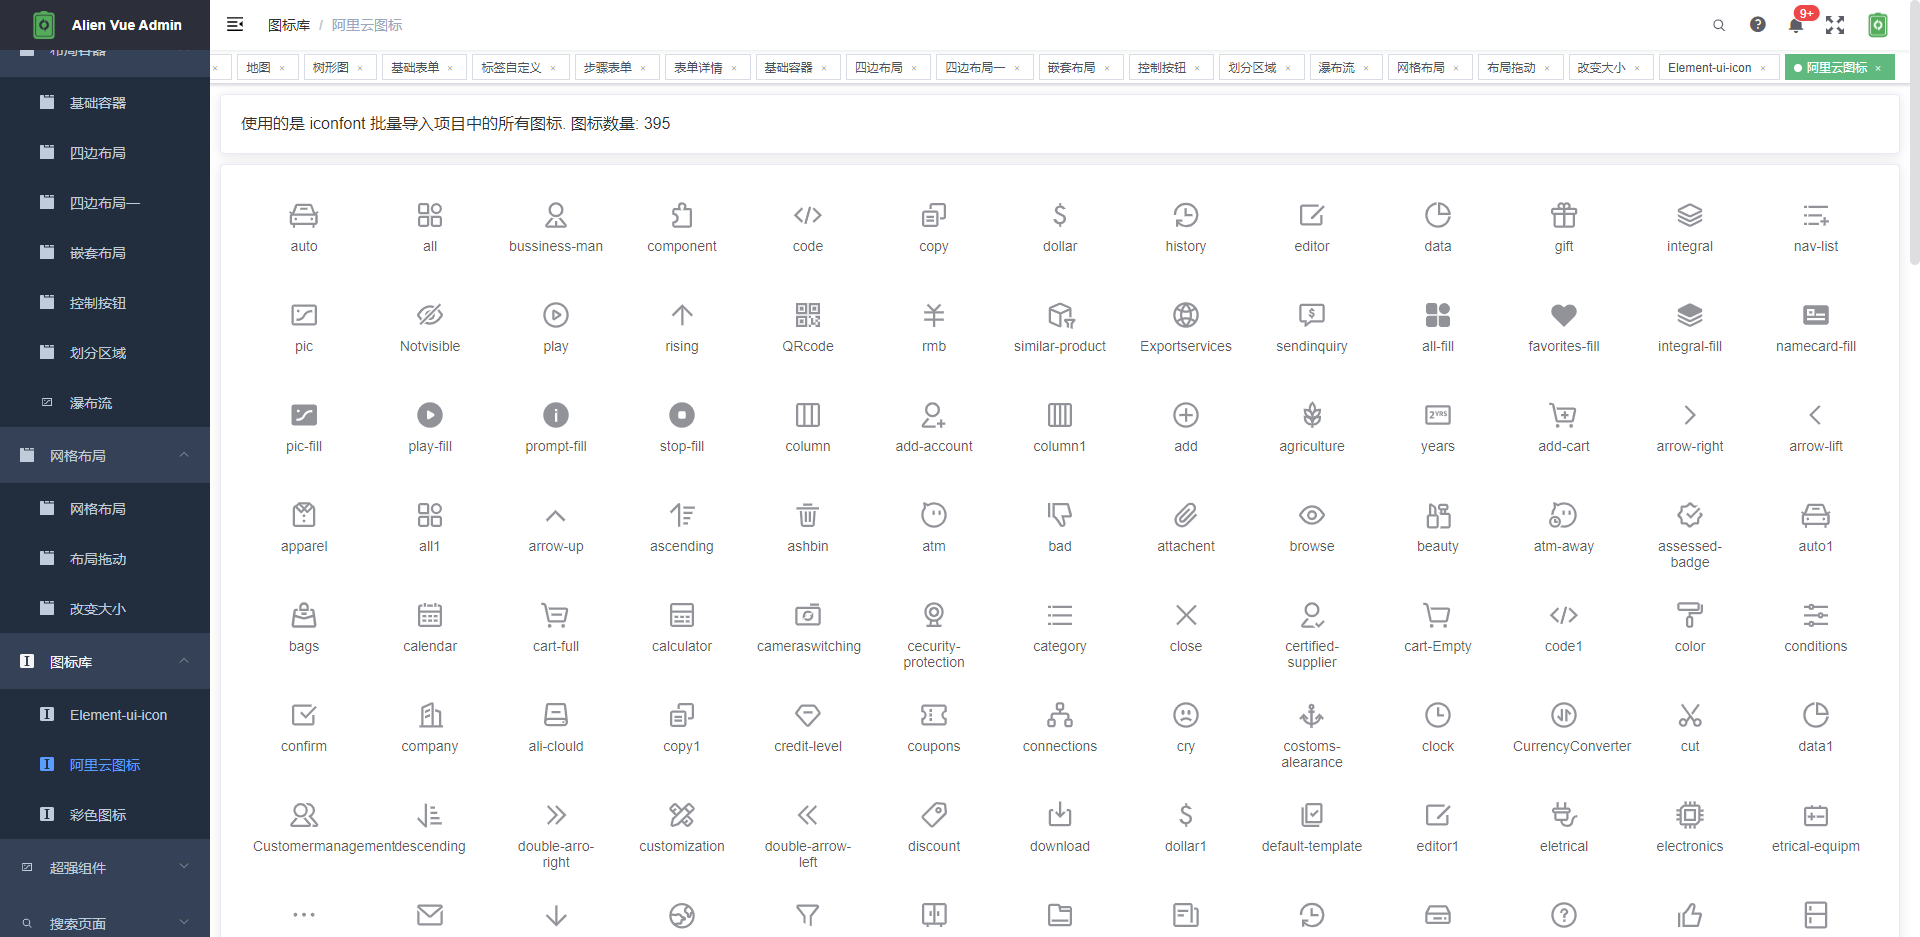 Alien Vue Admin
图标库 / 阿里云图标
9+
× 地图 × 树形图 × 基础表单 × 标签自定义 × 步骤表单 × 表单详情 × 基础容器 × 四边布局 × 四边布局一 × 嵌套布局 × 控制按钮 × 划分区域 × 瀑布流 × 网格布局 × 布局拖动 × 改变大小 × Element-ui-icon × 阿里云图标 ×
布局容器
基础容器
四边布局
四边布局一
嵌套布局
控制按钮
划分区域
瀑布流
网格布局
网格布局
布局拖动
改变大小
图标库
Element-ui-icon
阿里云图标
彩色图标
超强组件
搜索页面
使用的是 iconfont 批量导入项目中的所有图标. 图标数量: 395
auto all bussiness-man component code copy dollar history editor data gift integral nav-list
pic Notvisible play rising QRcode rmb similar-product Exportservices sendinquiry all-fill favorites-fill integral-fill namecard-fill
2YRS
pic-fill play-fill prompt-fill stop-fill column add-account column1 add agriculture years add-cart arrow-right arrow-lift
apparel all1 arrow-up ascending ashbin atm bad attachent browse beauty atm-away assessed-badge auto1
bags calendar cart-full calculator cameraswitching cecurity-protection category close certified-supplier cart-Empty code1 color conditions
confirm company ali-clould copy1 credit-level coupons connections cry costoms-alearance clock CurrencyConverter cut data1
Customermanagement descending double-arro-right customization double-arrow-left discount download dollar1 default-template editor1 eletrical electronics etrical-equipm